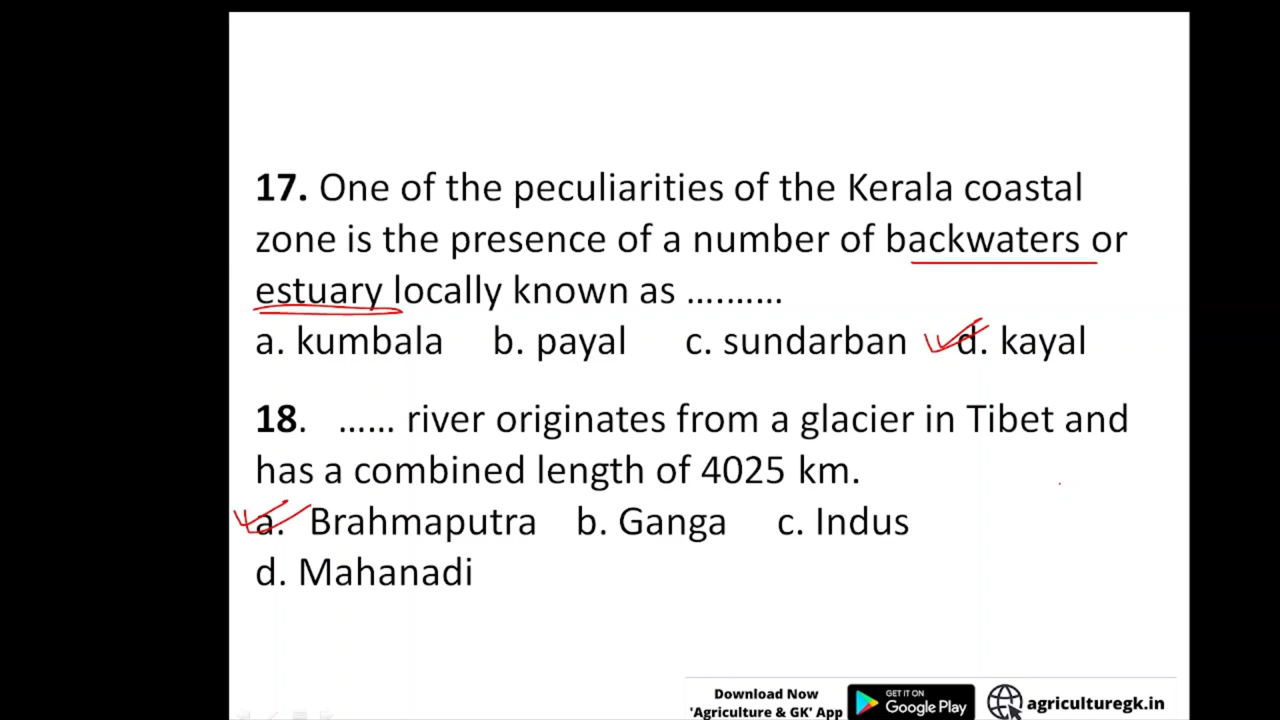 17. One of the peculiarities of the Kerala coastal
zone is the presence of a number of backwaters or
estuary locally known as ….……
a. kumbala b. payal c. sundarban d. kayal
18. …… river originates from a glacier in Tibet and
has a combined length of 4025 km.
a. Brahmaputra b. Ganga c. Indus
d. Mahanadi
Download Now
'Agriculture & GK' App
GET IT ON
Google Play
agriculturegk.in